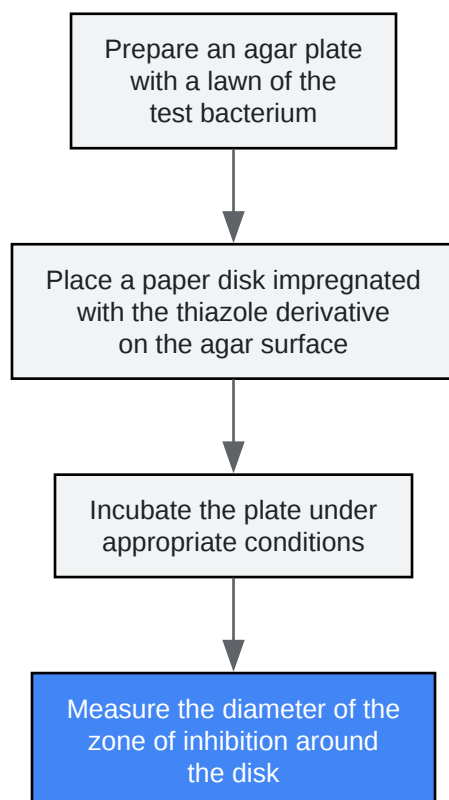 Prepare an agar plate
with a lawn of the
test bacterium
Place a paper disk impregnated
with the thiazole derivative
on the agar surface
Incubate the plate under
appropriate conditions
Measure the diameter of the
zone of inhibition around
the disk